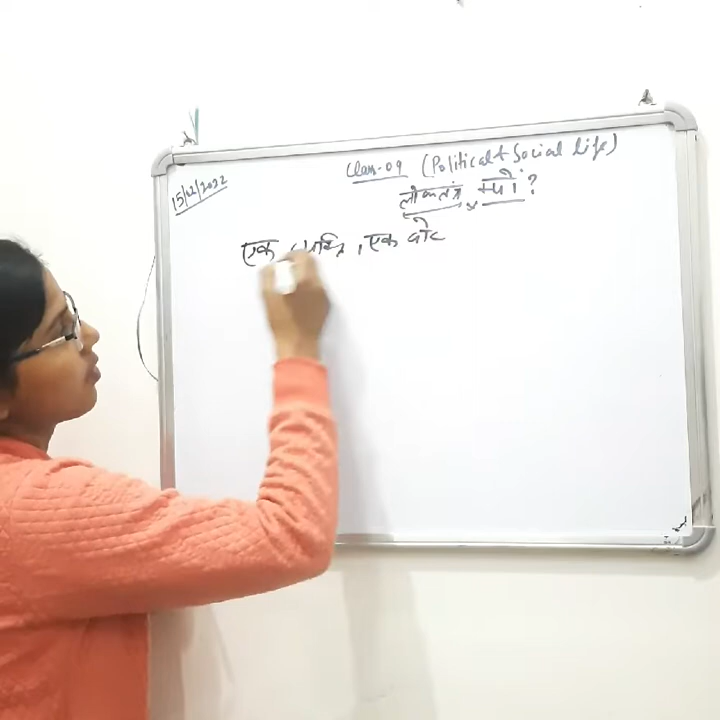 Class-09 (Political & Social Life)
15/12/2022
लोकतंत्र क्यों?
एक व्यक्ति, एक वोट